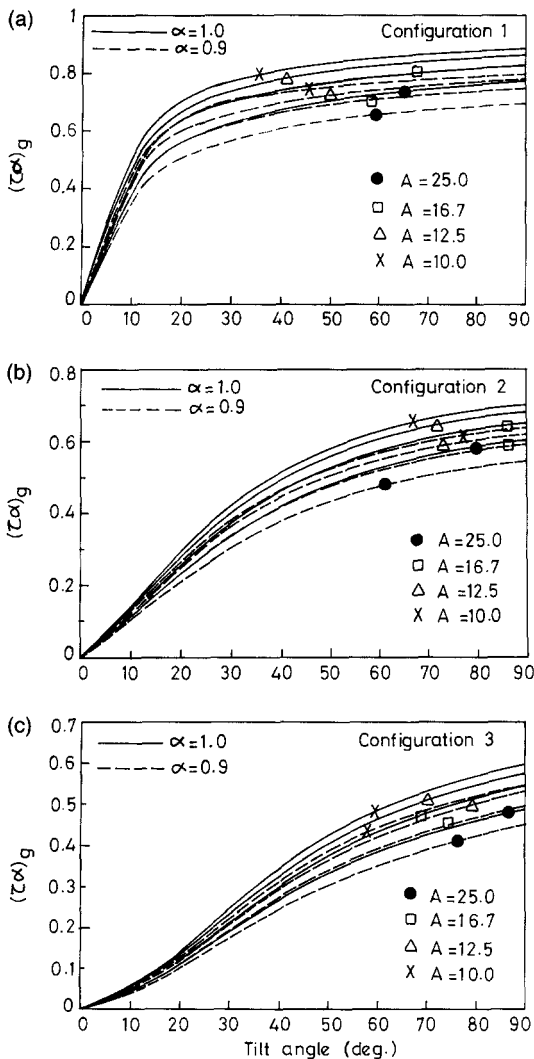 (a)
1
0.8
0.6
0.4
0.2
0
(τα)g
α=1.0
α=0.9
Configuration 1
A=25.0
A=16.7
A=12.5
A=10.0
0 10 20 30 40 50 60 70 80 90
(b)
0.8
0.6
0.4
0.2
0
(τα)g
α=1.0
α=0.9
Configuration 2
A=25.0
A=16.7
A=12.5
A=10.0
0 10 20 30 40 50 60 70 80 90
(c)
0.7
0.6
0.5
0.4
0.3
0.2
0.1
0
(τα)g
α=1.0
α=0.9
Configuration 3
A=25.0
A=16.7
A=12.5
A=10.0
0 10 20 30 40 50 60 70 80 90
Tilt angle (deg.)